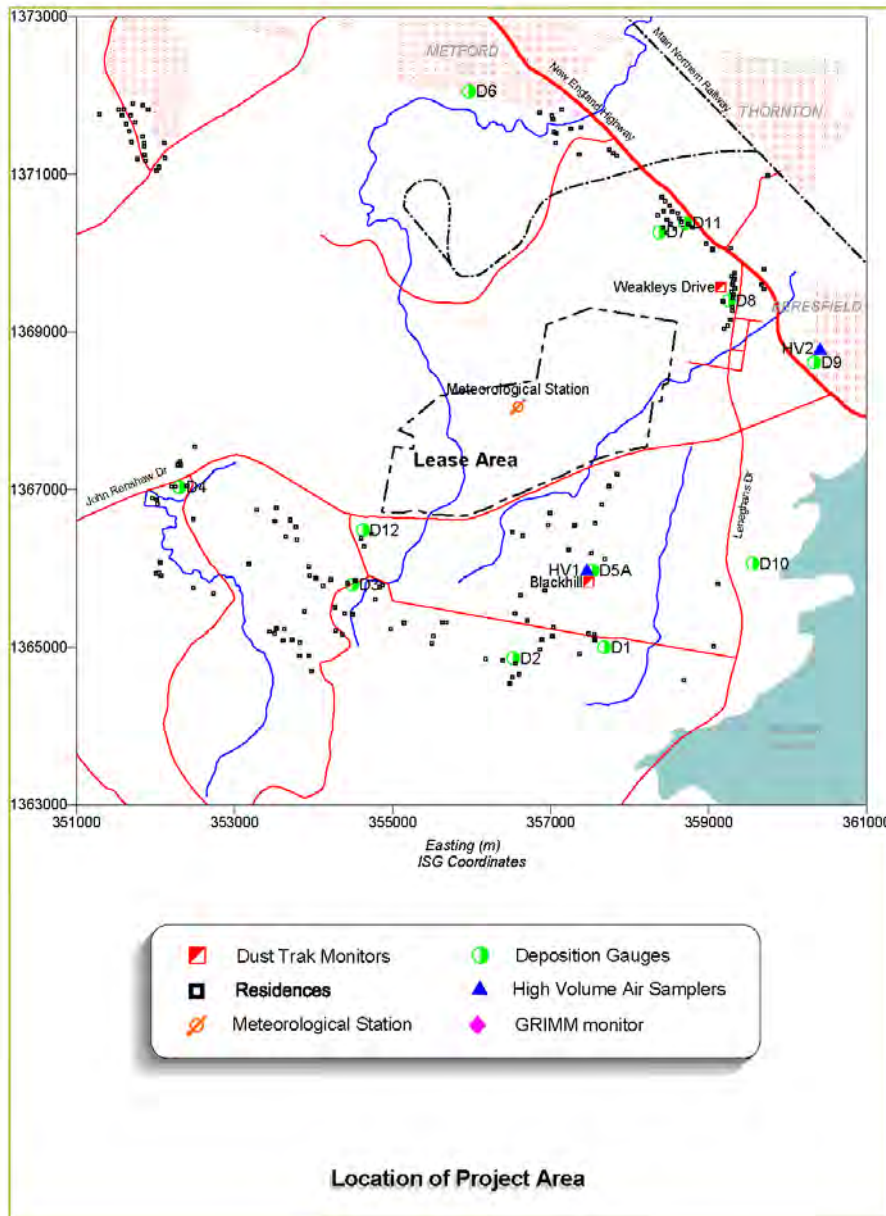 1373000
METFORD
Main Northern Railway
New England Highway
D6
THORNTON
1371000
D11
D7
Weakleys Drive
D8
BERESFIELD
1369000
HV2
D9
Meteorological Station
Lease Area
John Renshaw Dr
D4
1367000
Lenaghans Dr
D12
HV1
D5A
D10
Blackhill
D3
1365000
D2
D1
1363000
351000
353000
355000
357000
359000
361000
Easting (m)
ISG Coordinates
Dust Trak Monitors
Deposition Gauges
Residences
High Volume Air Samplers
Meteorological Station
GRIMM monitor
Location of Project Area